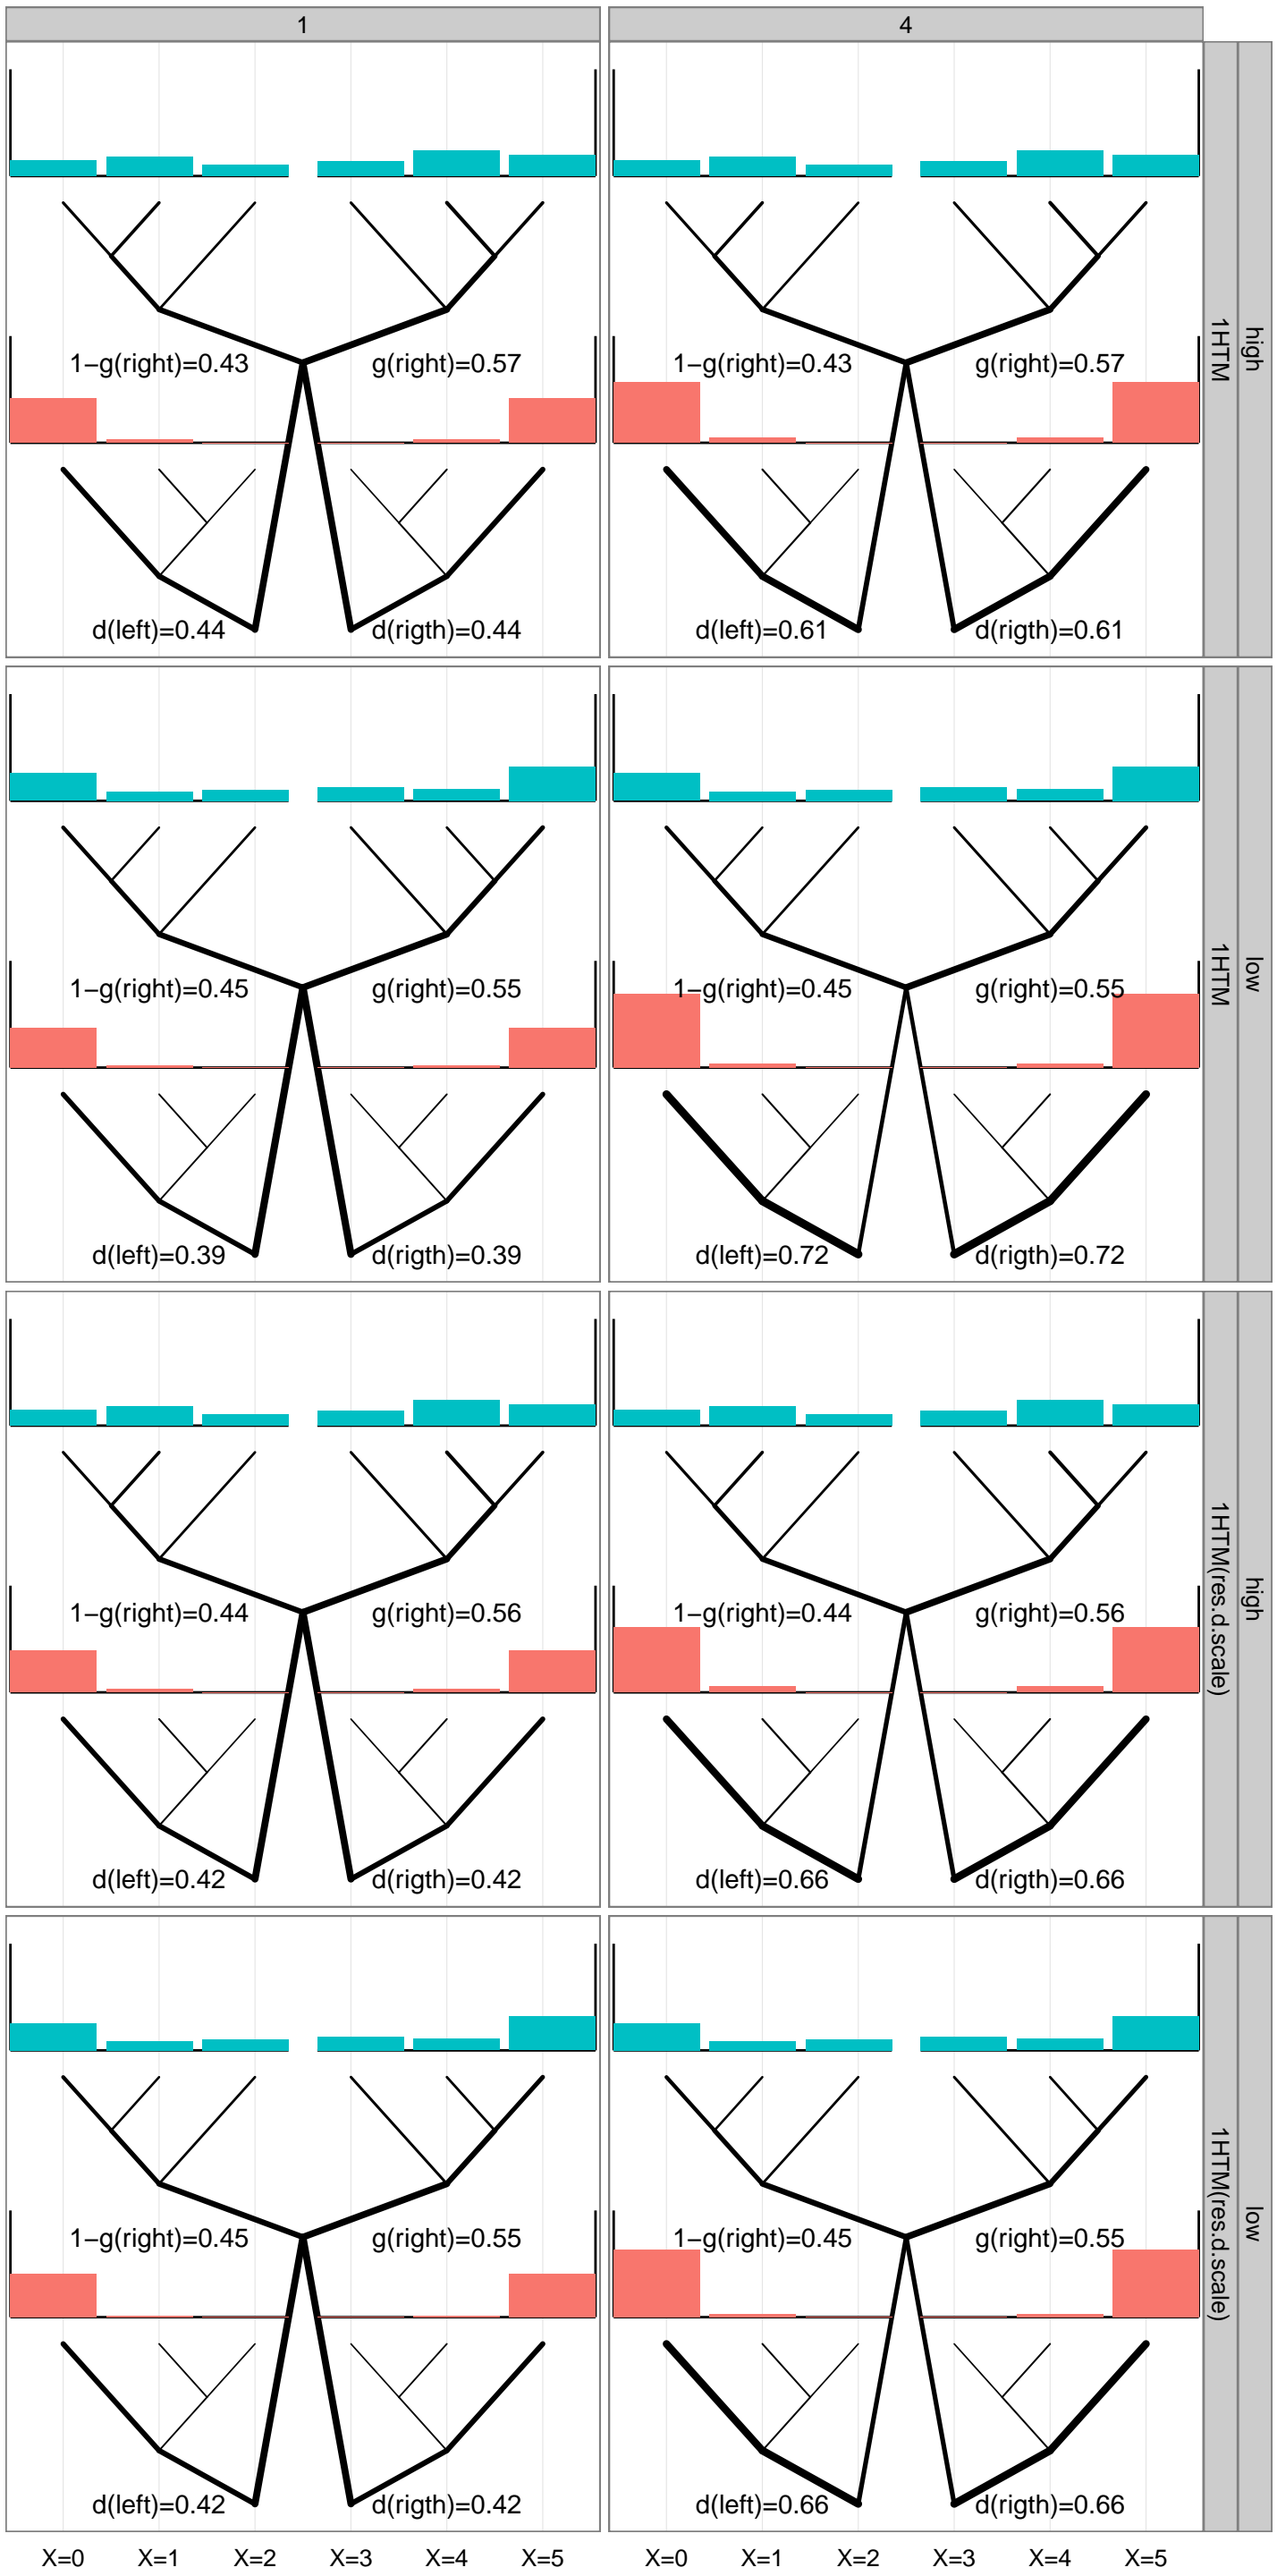 1 4
1−g(right)=0.43 g(right)=0.57 1−g(right)=0.43 g(right)=0.57
d(left)=0.44 d(rigth)=0.44 d(left)=0.61 d(rigth)=0.61
1HTM high
1−g(right)=0.45 g(right)=0.55 1−g(right)=0.45 g(right)=0.55
d(left)=0.39 d(rigth)=0.39 d(left)=0.72 d(rigth)=0.72
1HTM low
1−g(right)=0.44 g(right)=0.56 1−g(right)=0.44 g(right)=0.56
d(left)=0.42 d(rigth)=0.42 d(left)=0.66 d(rigth)=0.66
1HTM(res.d.scale) high
1−g(right)=0.45 g(right)=0.55 1−g(right)=0.45 g(right)=0.55
d(left)=0.42 d(rigth)=0.42 d(left)=0.66 d(rigth)=0.66
1HTM(res.d.scale) low
X=0 X=1 X=2 X=3 X=4 X=5 X=0 X=1 X=2 X=3 X=4 X=5